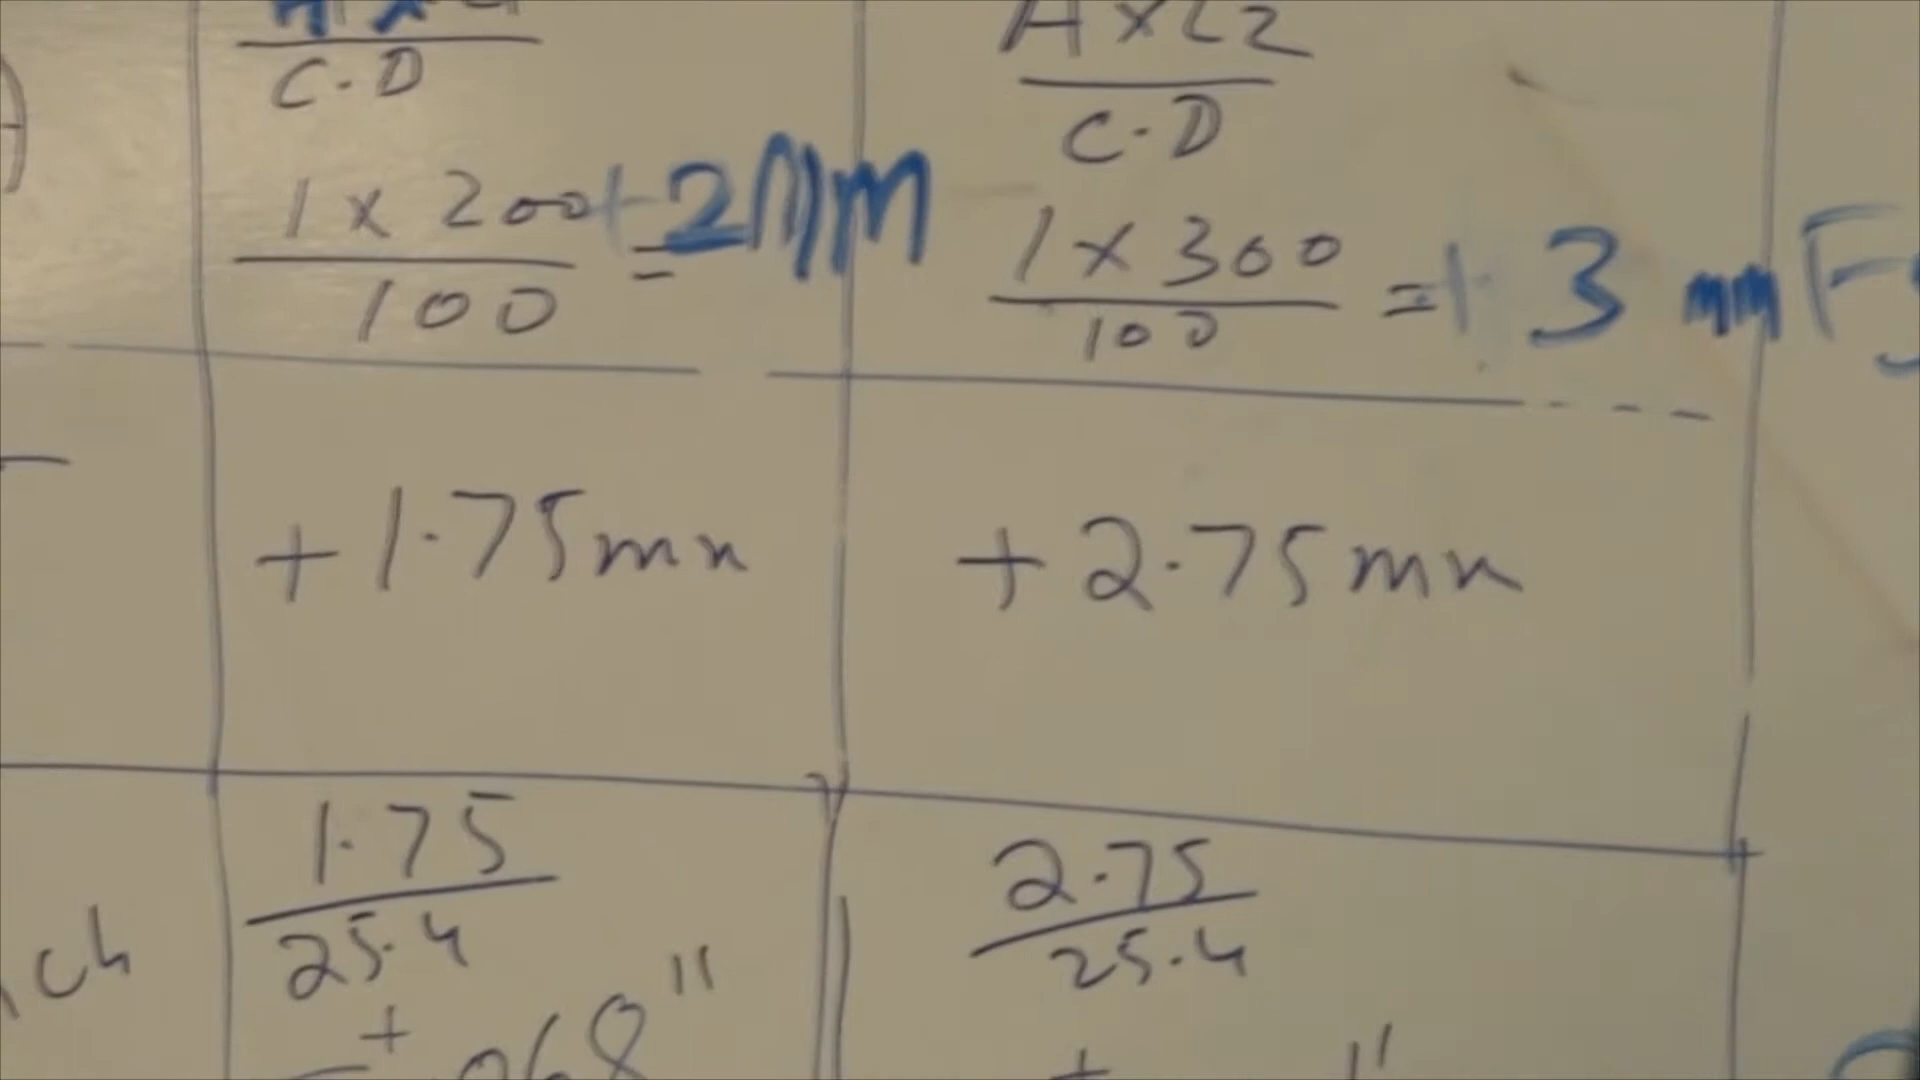 C.D
A x L2
C.D
1 x 200
100
= +2MM
1 x 300
100
= + 3 mm
+1.75mm
+2.75mm
1.75
25.4
+
.068"
2.75
25.4
+
"
ch